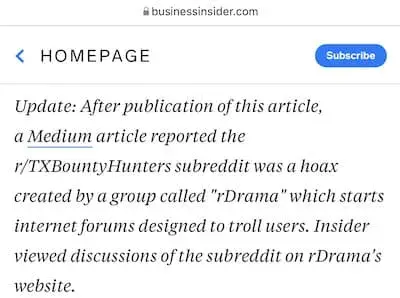 businessinsider.com
HOMEPAGE
Subscribe
Update: After publication of this article,
a Medium article reported the
r/TXBountyHunters subreddit was a hoax
created by a group called "rDrama" which starts
internet forums designed to troll users. Insider
viewed discussions of the subreddit on rDrama's
website.